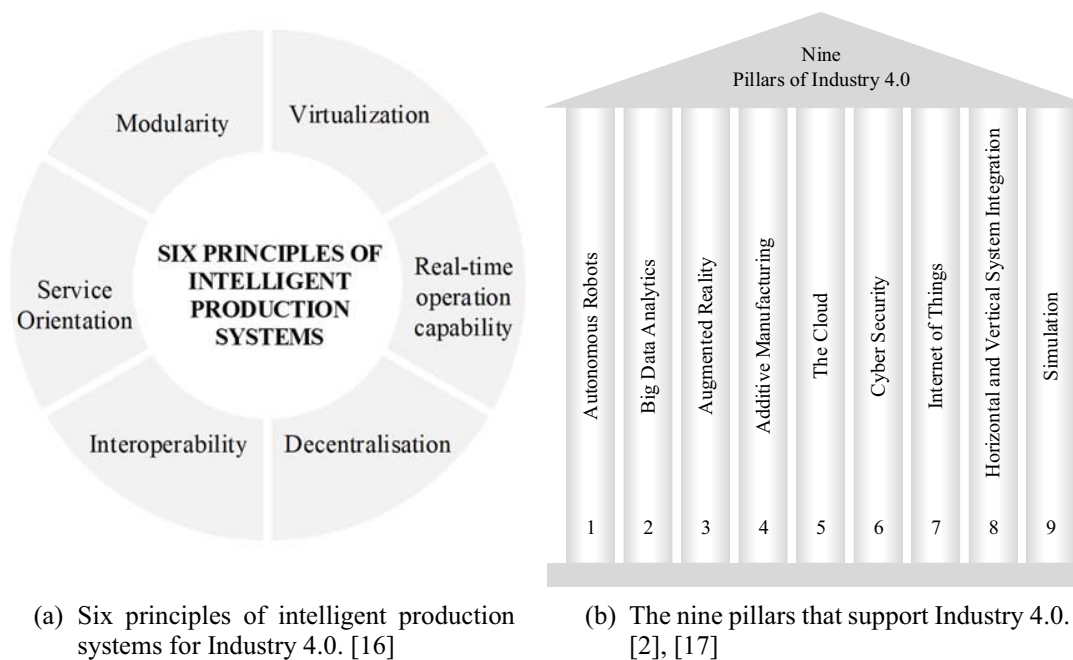 Modularity
Virtualization
Service
Orientation
SIX PRINCIPLES OF
INTELLIGENT
PRODUCTION
SYSTEMS
Real-time
operation
capability
Interoperability
Decentralisation
(a) Six principles of intelligent production
systems for Industry 4.0. [16]
Nine
Pillars of Industry 4.0
Autonomous Robots
Big Data Analytics
Augmented Reality
Additive Manufacturing
The Cloud
Cyber Security
Internet of Things
Horizontal and Vertical System Integration
Simulation
1 2 3 4 5 6 7 8 9
(b) The nine pillars that support Industry 4.0.
[2], [17]